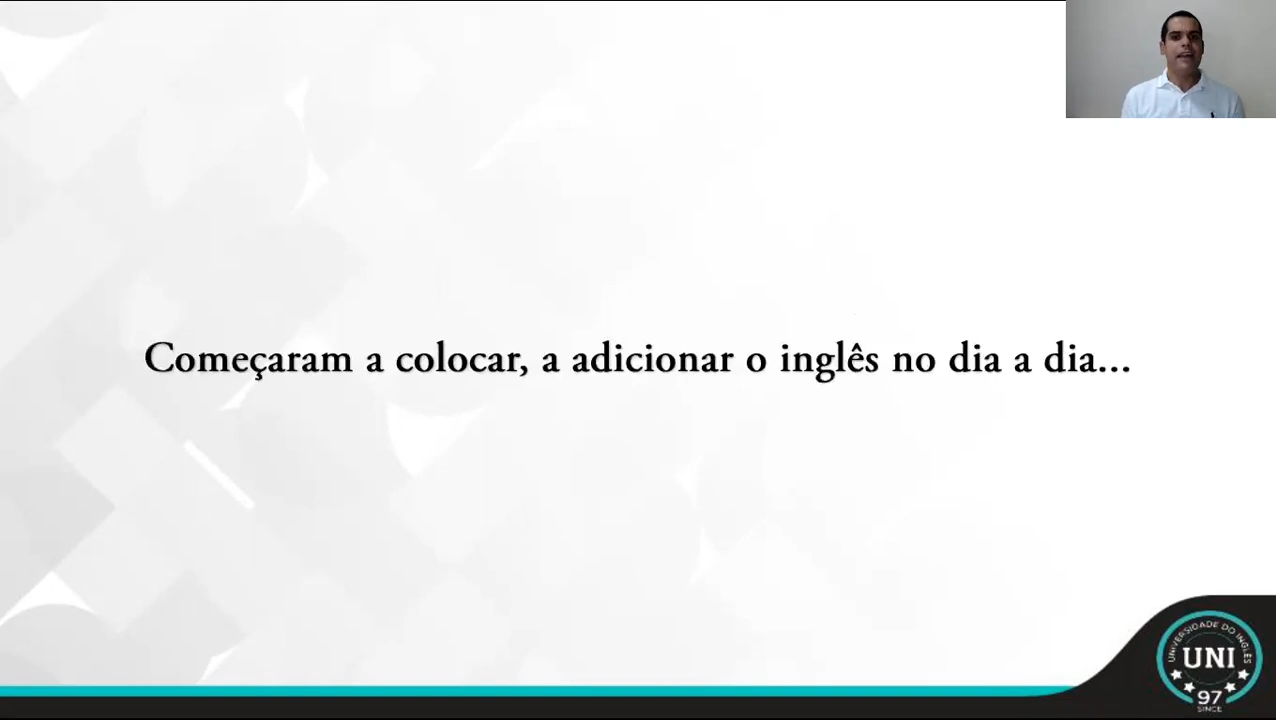 Começaram a colocar, a adicionar o inglês no dia a dia...
UNIVERSIDADE DO INGLÊS
UNI
97
SINCE